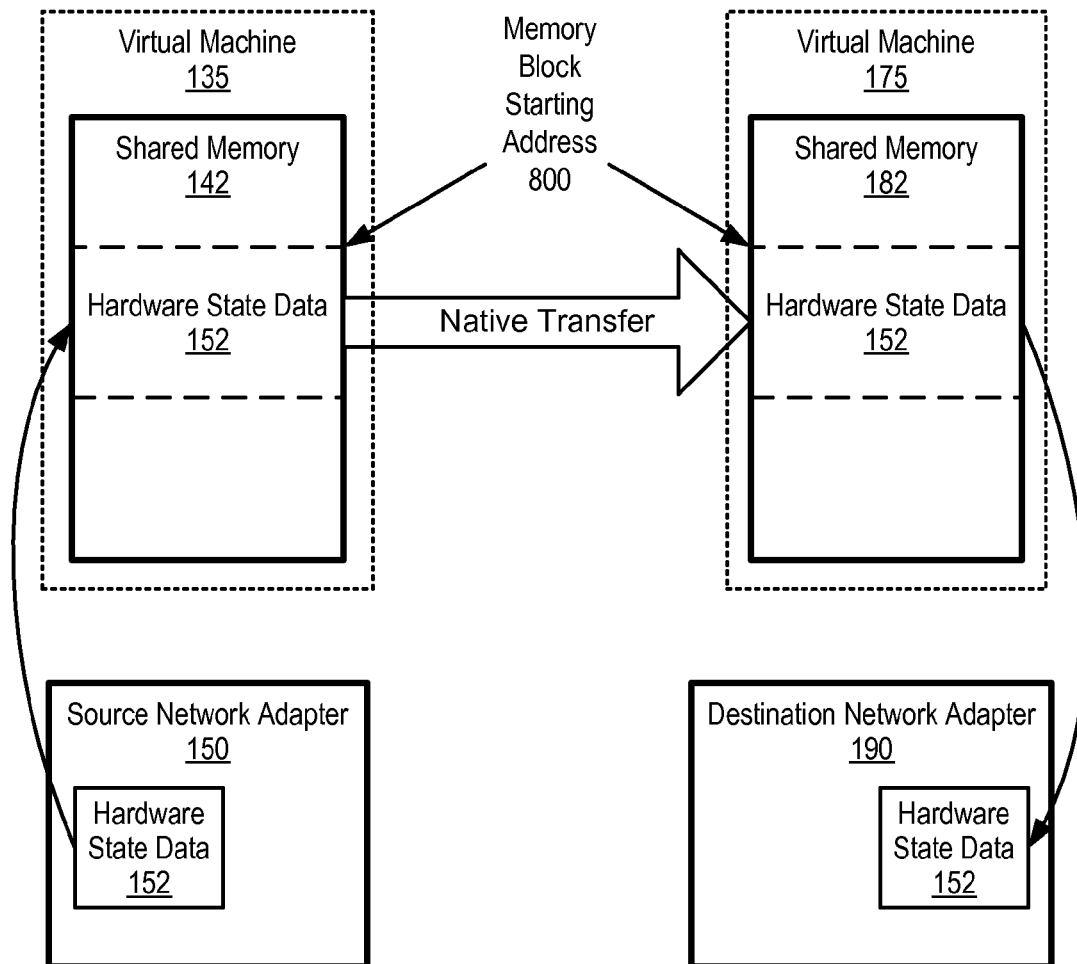 Virtual Machine
135
Shared Memory
142
Hardware State Data
152
Memory
Block
Starting
Address
800
Native Transfer
Virtual Machine
175
Shared Memory
182
Hardware State Data
152
Source Network Adapter
150
Hardware
State Data
152
Destination Network Adapter
190
Hardware
State Data
152